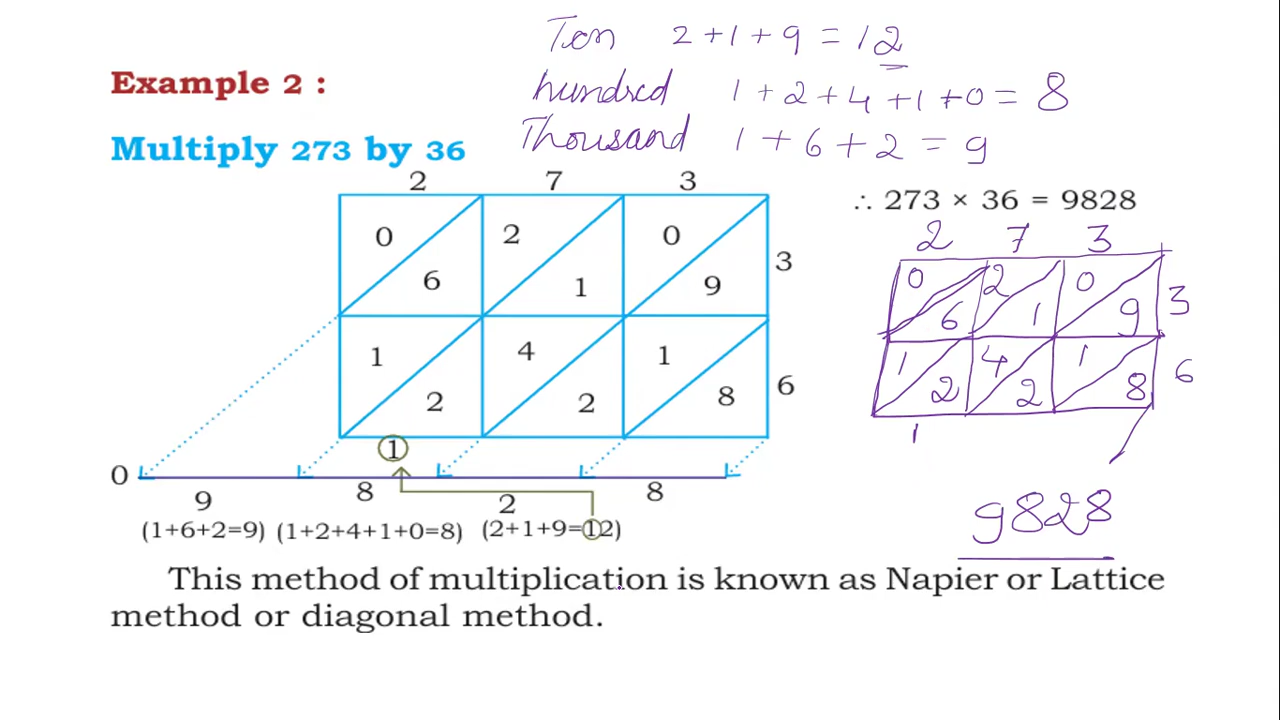 Ten 2 + 1 + 9 = 12
Example 2 :
hundred 1 + 2 + 4 + 1 + 0 = 8
Multiply 273 by 36
Thousand 1 + 6 + 2 = 9
2 7 3
∴ 273 × 36 = 9828
0 2 0
6 1 9 3
1 4 1
2 2 8 6
2 7 3
0 2 0
6 1 9 3
1 4 1 6
2 2 8
1
1
0
9 8 2 8
(1+6+2=9) (1+2+4+1+0=8) (2+1+9=12)
9828
This method of multiplication is known as Napier or Lattice
method or diagonal method.